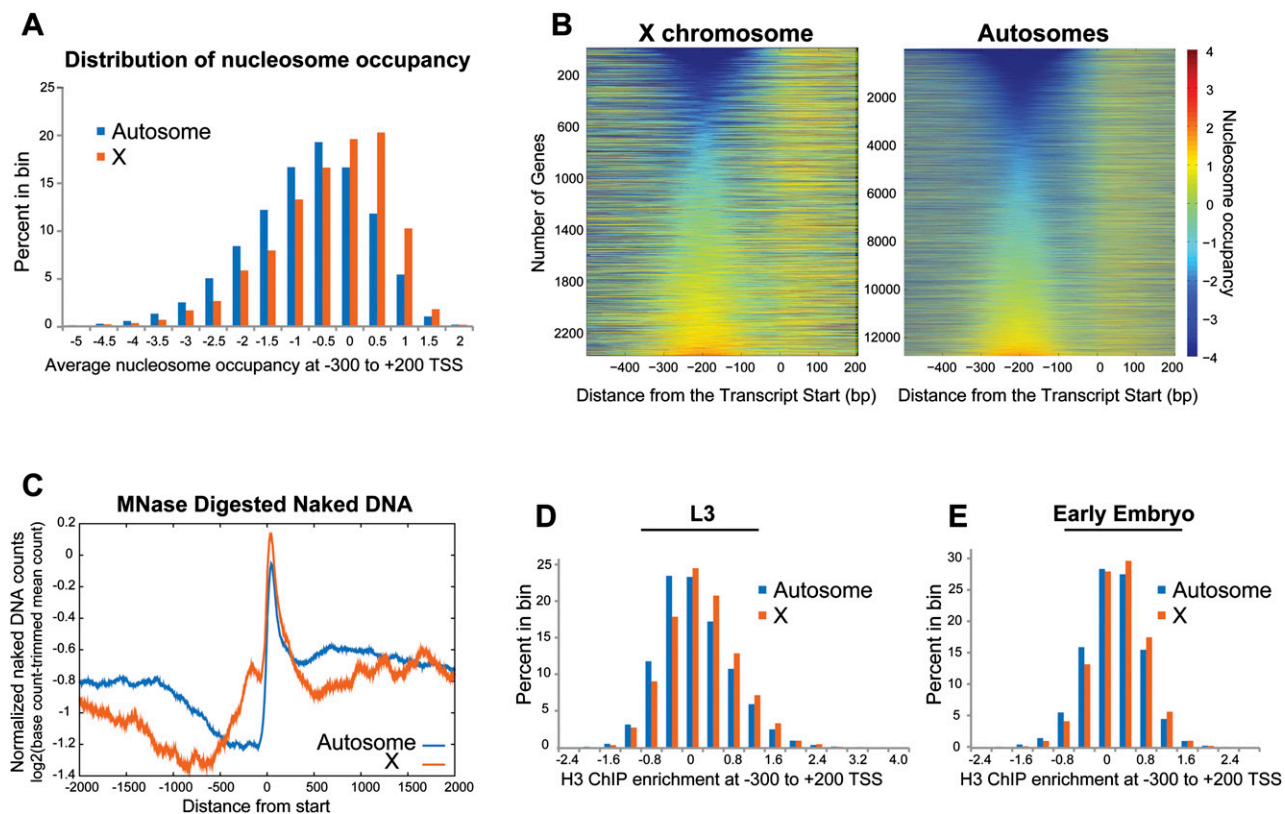 A
Distribution of nucleosome occupancy
25
20
15
10
5
0
Percent in bin
Autosome
X
-5 -4.5 -4 -3.5 -3 -2.5 -2 -1.5 -1 -0.5 0 0.5 1 1.5 2
Average nucleosome occupancy at -300 to +200 TSS
B
X chromosome
Autosomes
Number of Genes
200
600
1000
1400
1800
2200
−400 −300 −200 −100 0 100 200
Distance from the Transcript Start (bp)
2000
4000
6000
8000
10000
12000
−400 −300 −200 −100 0 100 200
Distance from the Transcript Start (bp)
4
3
2
1
0
−1
−2
−3
−4
Nucleosome occupancy
C
MNase Digested Naked DNA
Normalized naked DNA counts
log2(base count-trimmed mean count)
0.2
0
-0.2
-0.4
-0.6
-0.8
-1
-1.2
-1.4
Autosome
X
-2000 -1500 -1000 -500 0 500 1000 1500 2000
Distance from start
D
L3
Percent in bin
25
20
15
10
5
0
Autosome
X
-2.4 -1.6 -0.8 0 0.8 1.6 2.4 3.2 4.0
H3 ChIP enrichment at -300 to +200 TSS
E
Early Embryo
Percent in bin
30
25
20
15
10
5
0
Autosome
X
-2.4 -1.6 -0.8 0 0.8 1.6 2.4
H3 ChIP enrichment at -300 to +200 TSS